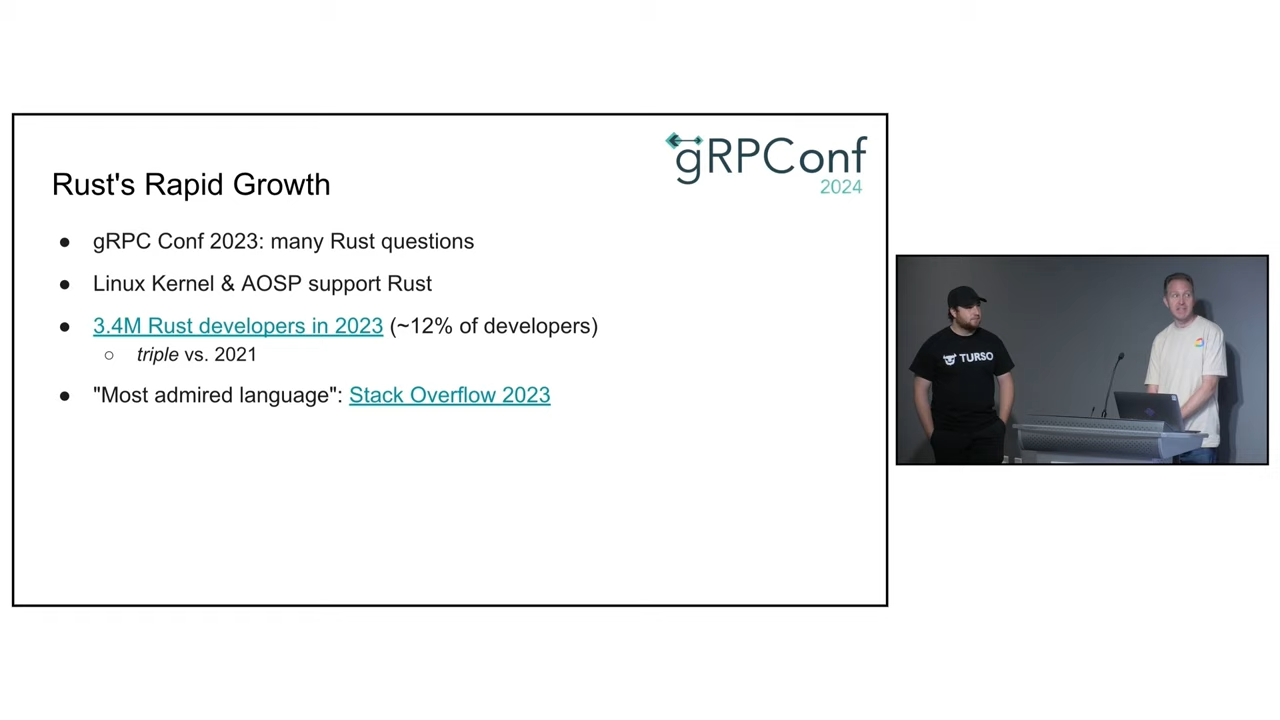 gRPConf
2024
Rust's Rapid Growth
● gRPC Conf 2023: many Rust questions
● Linux Kernel & AOSP support Rust
● 3.4M Rust developers in 2023 (~12% of developers)
○ triple vs. 2021
● "Most admired language": Stack Overflow 2023
TURSO